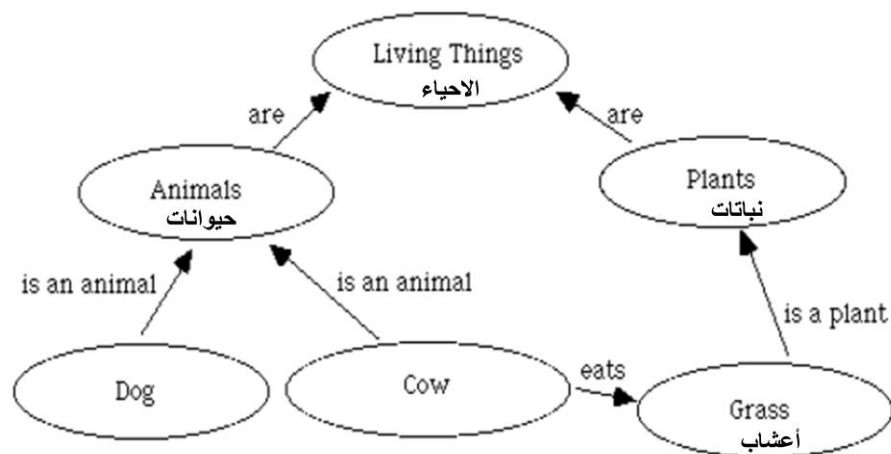 Living Things
الاحياء
are
are
Animals
حيوانات
Plants
نباتات
is an animal
is an animal
is a plant
Dog
Cow
eats
Grass
أعشاب